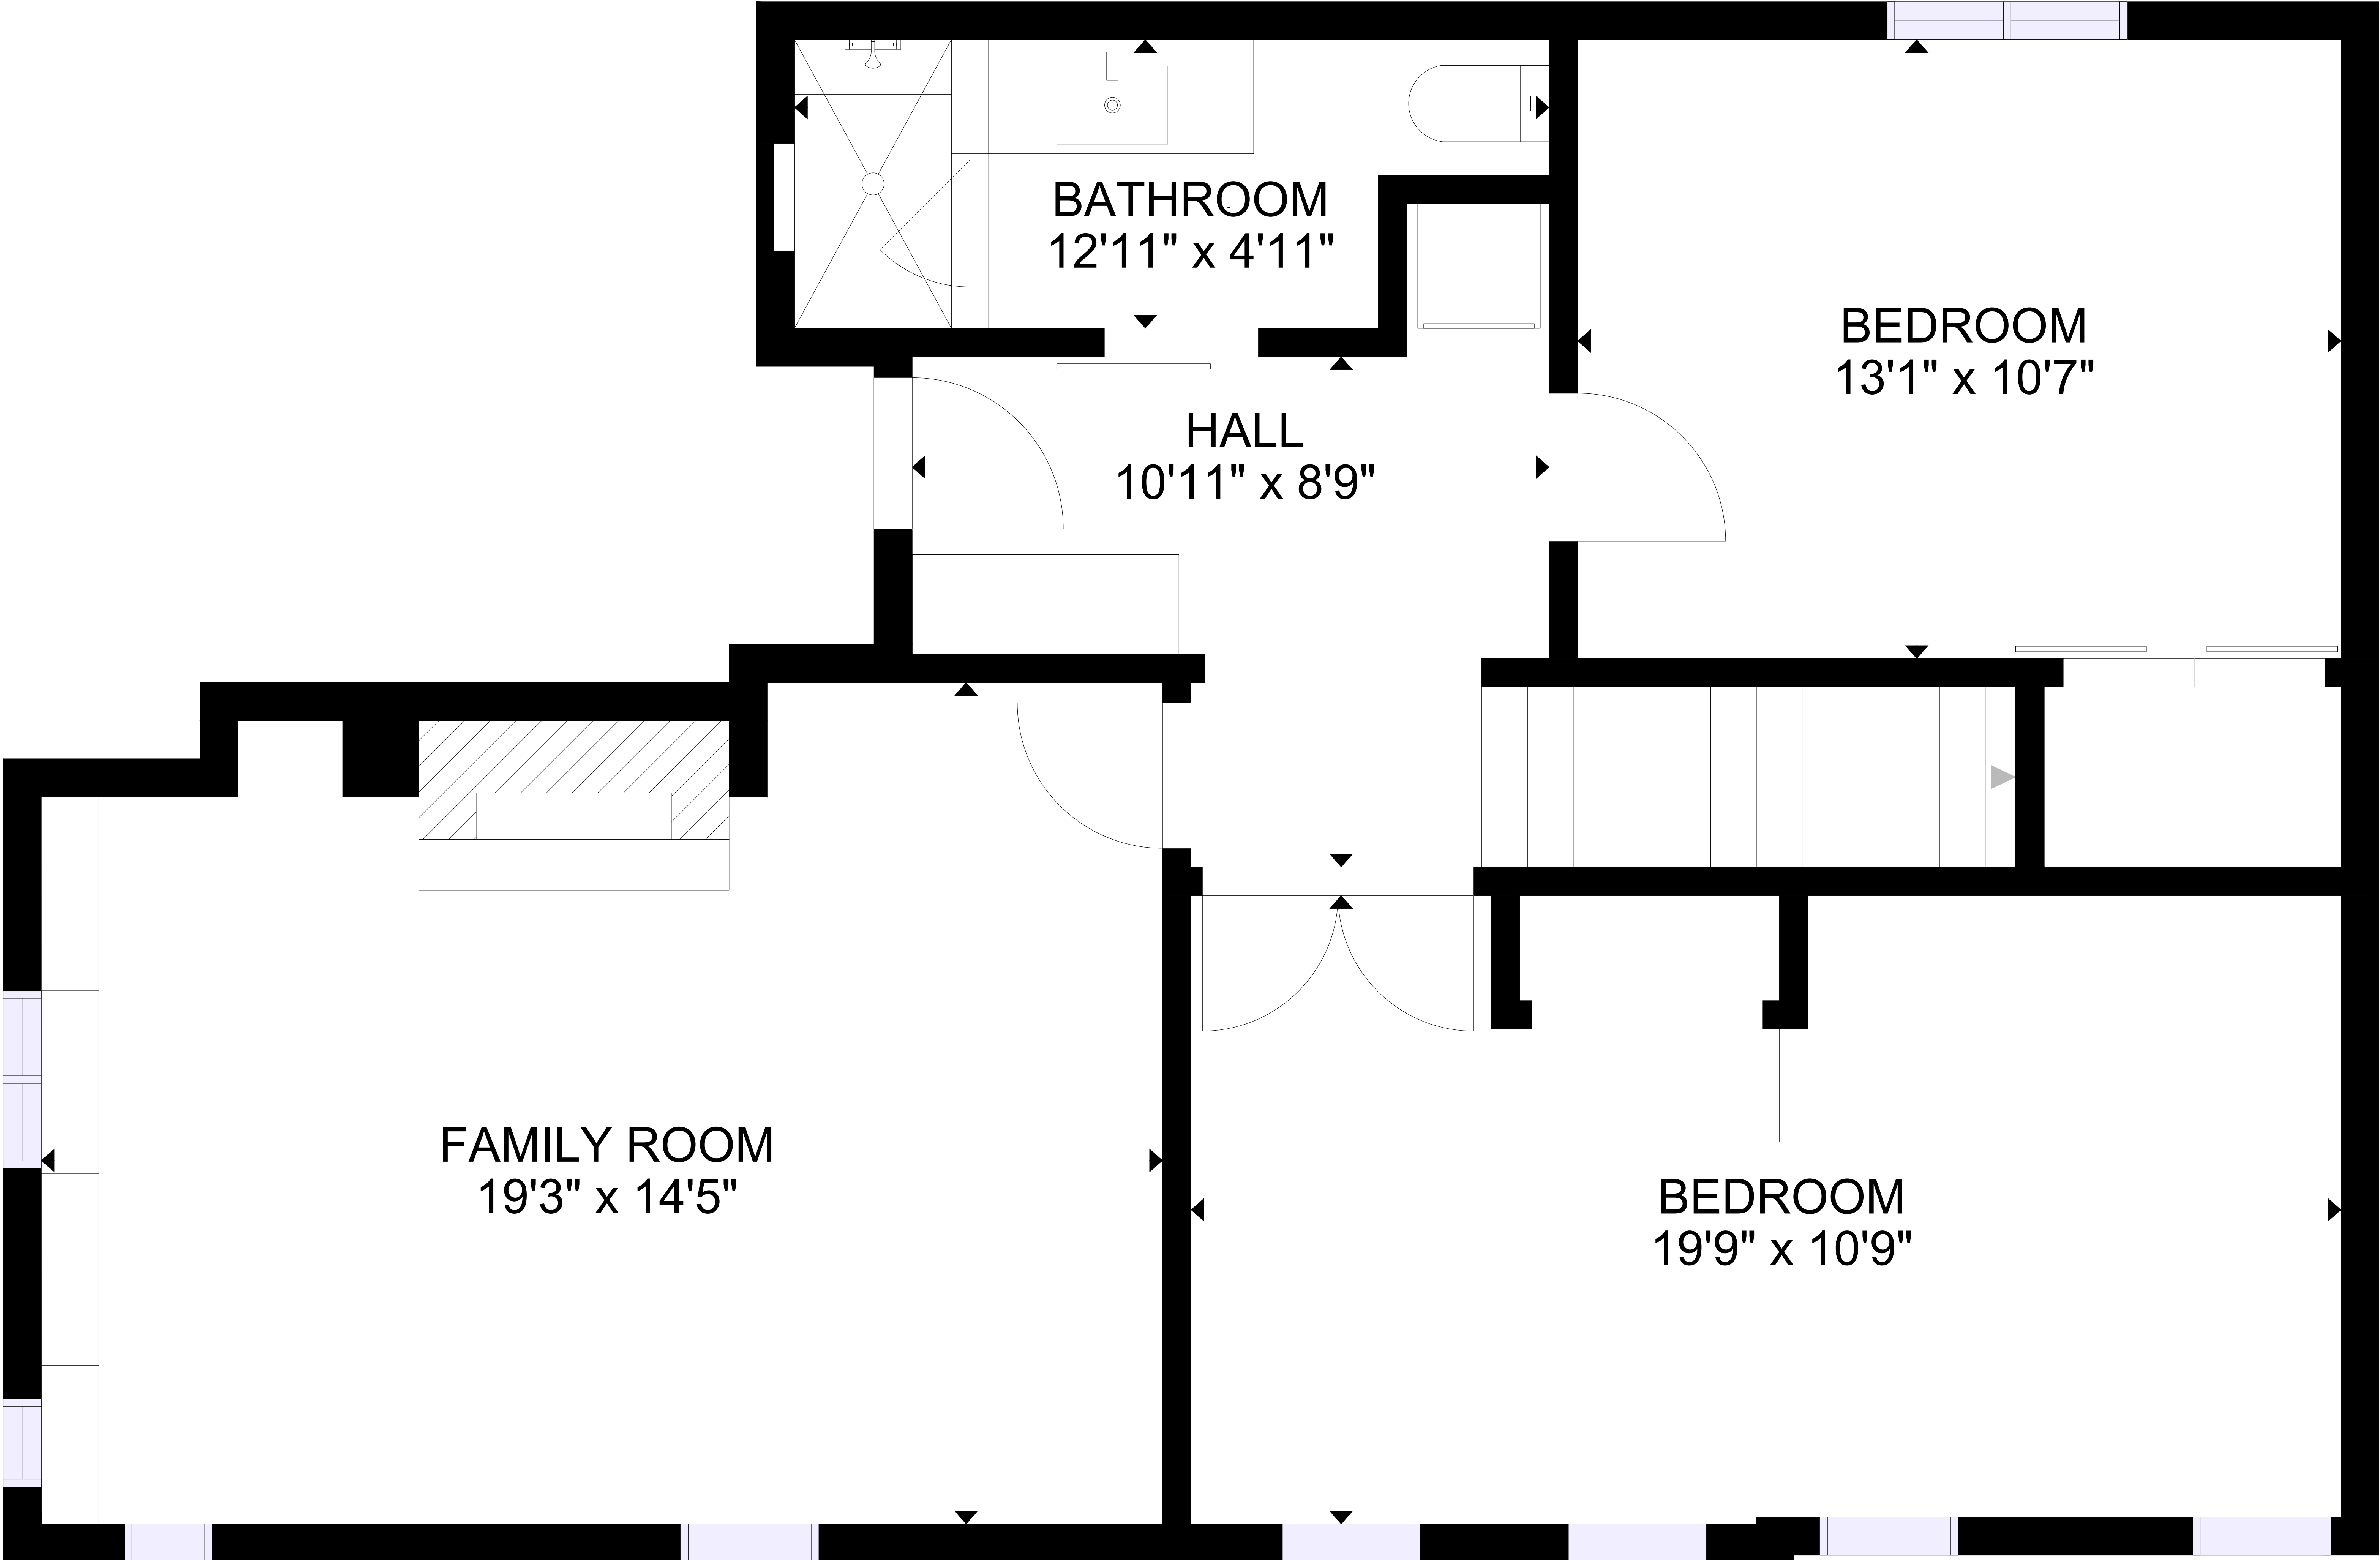 BATHROOM
12'11" x 4'11"
BEDROOM
13'1" x 10'7"
HALL
10'11" x 8'9"
FAMILY ROOM
19'3" x 14'5"
BEDROOM
19'9" x 10'9"